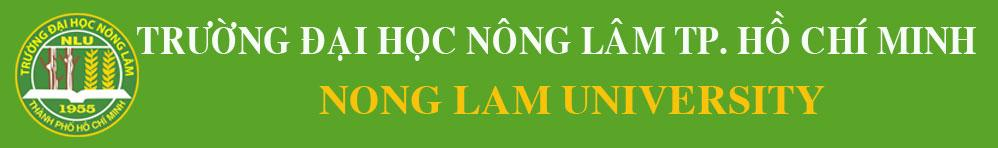 TRƯỜNG ĐẠI HỌC NÔNG LÂM
NLU
1955
THÀNH PHỐ HỒ CHÍ MINH
TRƯỜNG ĐẠI HỌC NÔNG LÂM TP. HỒ CHÍ MINH
NONG LAM UNIVERSITY